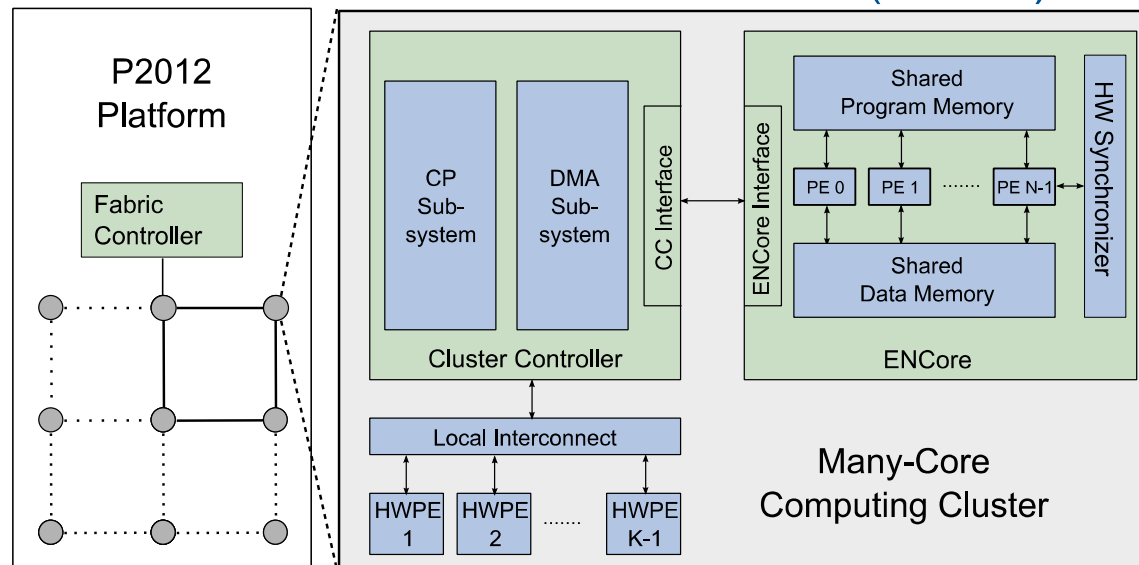 P2012
Platform
Fabric
Controller
CP
Sub-
system
DMA
Sub-
system
CC Interface
Cluster Controller
ENCore Interface
Shared
Program Memory
PE 0
PE 1
.......
PE N-1
Shared
Data Memory
HW Synchronizer
ENCore
Local Interconnect
HWPE
1
HWPE
2
.......
HWPE
K-1
Many-Core
Computing Cluster